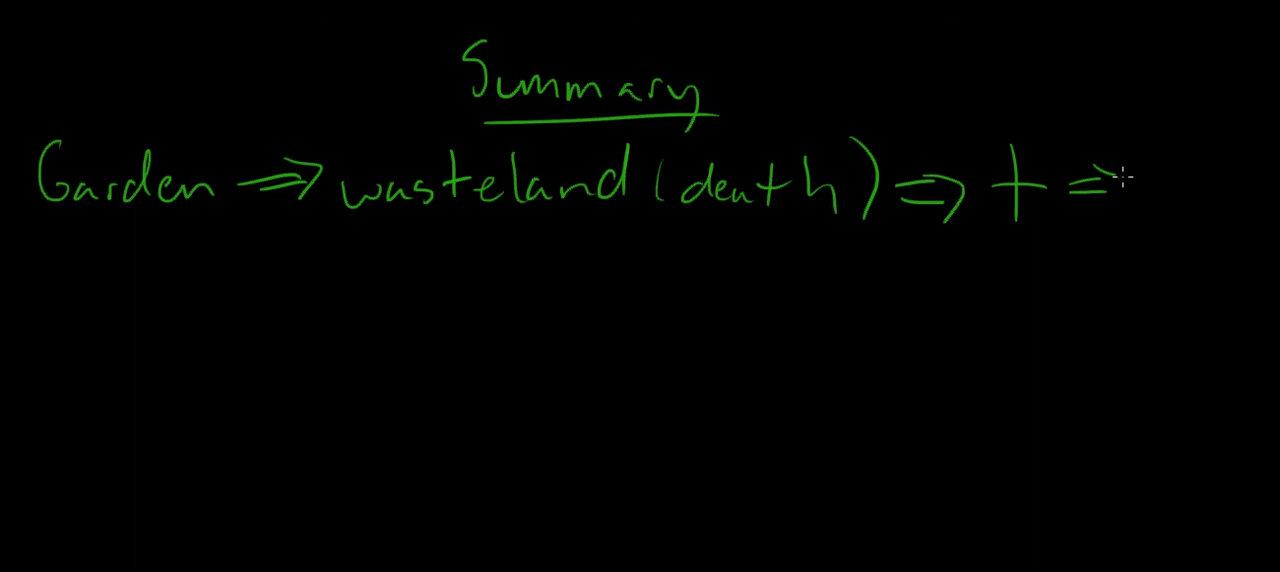 Summary
Garden ⇒ wasteland (death) ⇒ † ⇒